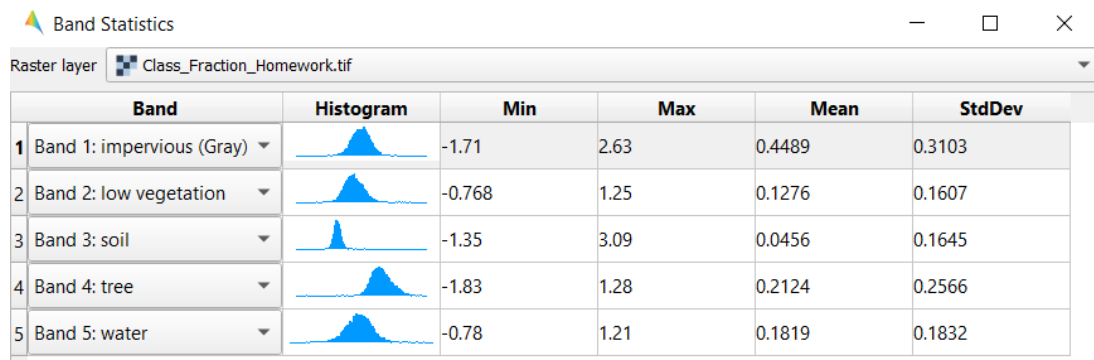 Band Statistics
Raster layer Class_Fraction_Homework.tif
Band Histogram Min Max Mean StdDev
1 Band 1: impervious (Gray) -1.71 2.63 0.4489 0.3103
2 Band 2: low vegetation -0.768 1.25 0.1276 0.1607
3 Band 3: soil -1.35 3.09 0.0456 0.1645
4 Band 4: tree -1.83 1.28 0.2124 0.2566
5 Band 5: water -0.78 1.21 0.1819 0.1832